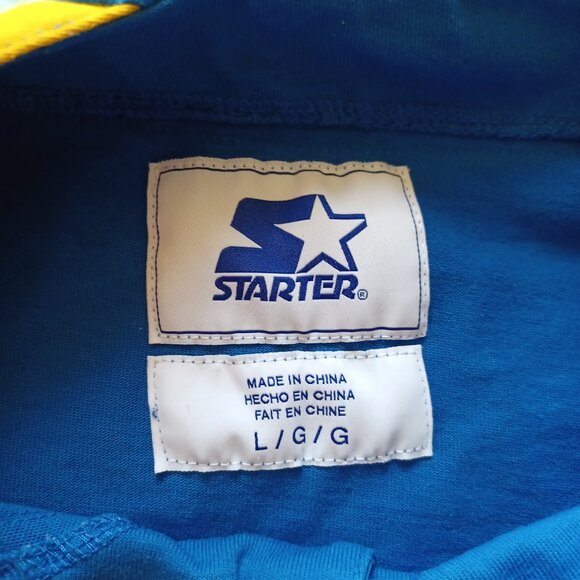 STARTER®
MADE IN CHINA
HECHO EN CHINA
FAIT EN CHINE
L/G/G